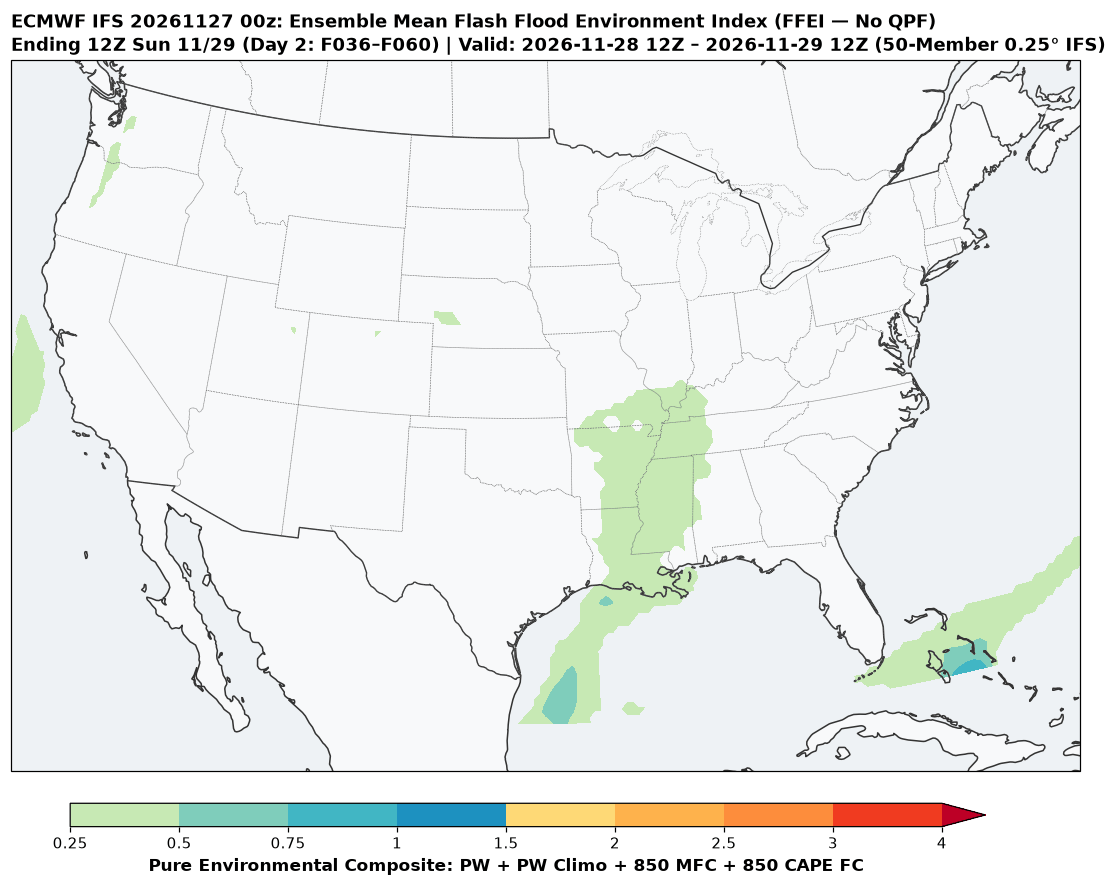 ECMWF IFS 20261127 00z: Ensemble Mean Flash Flood Environment Index (FFEI — No QPF)
Ending 12Z Sun 11/29 (Day 2: F036–F060) | Valid: 2026-11-28 12Z – 2026-11-29 12Z (50-Member 0.25° IFS)
0.25 0.5 0.75 1 1.5 2 2.5 3 4
Pure Environmental Composite: PW + PW Climo + 850 MFC + 850 CAPE FC